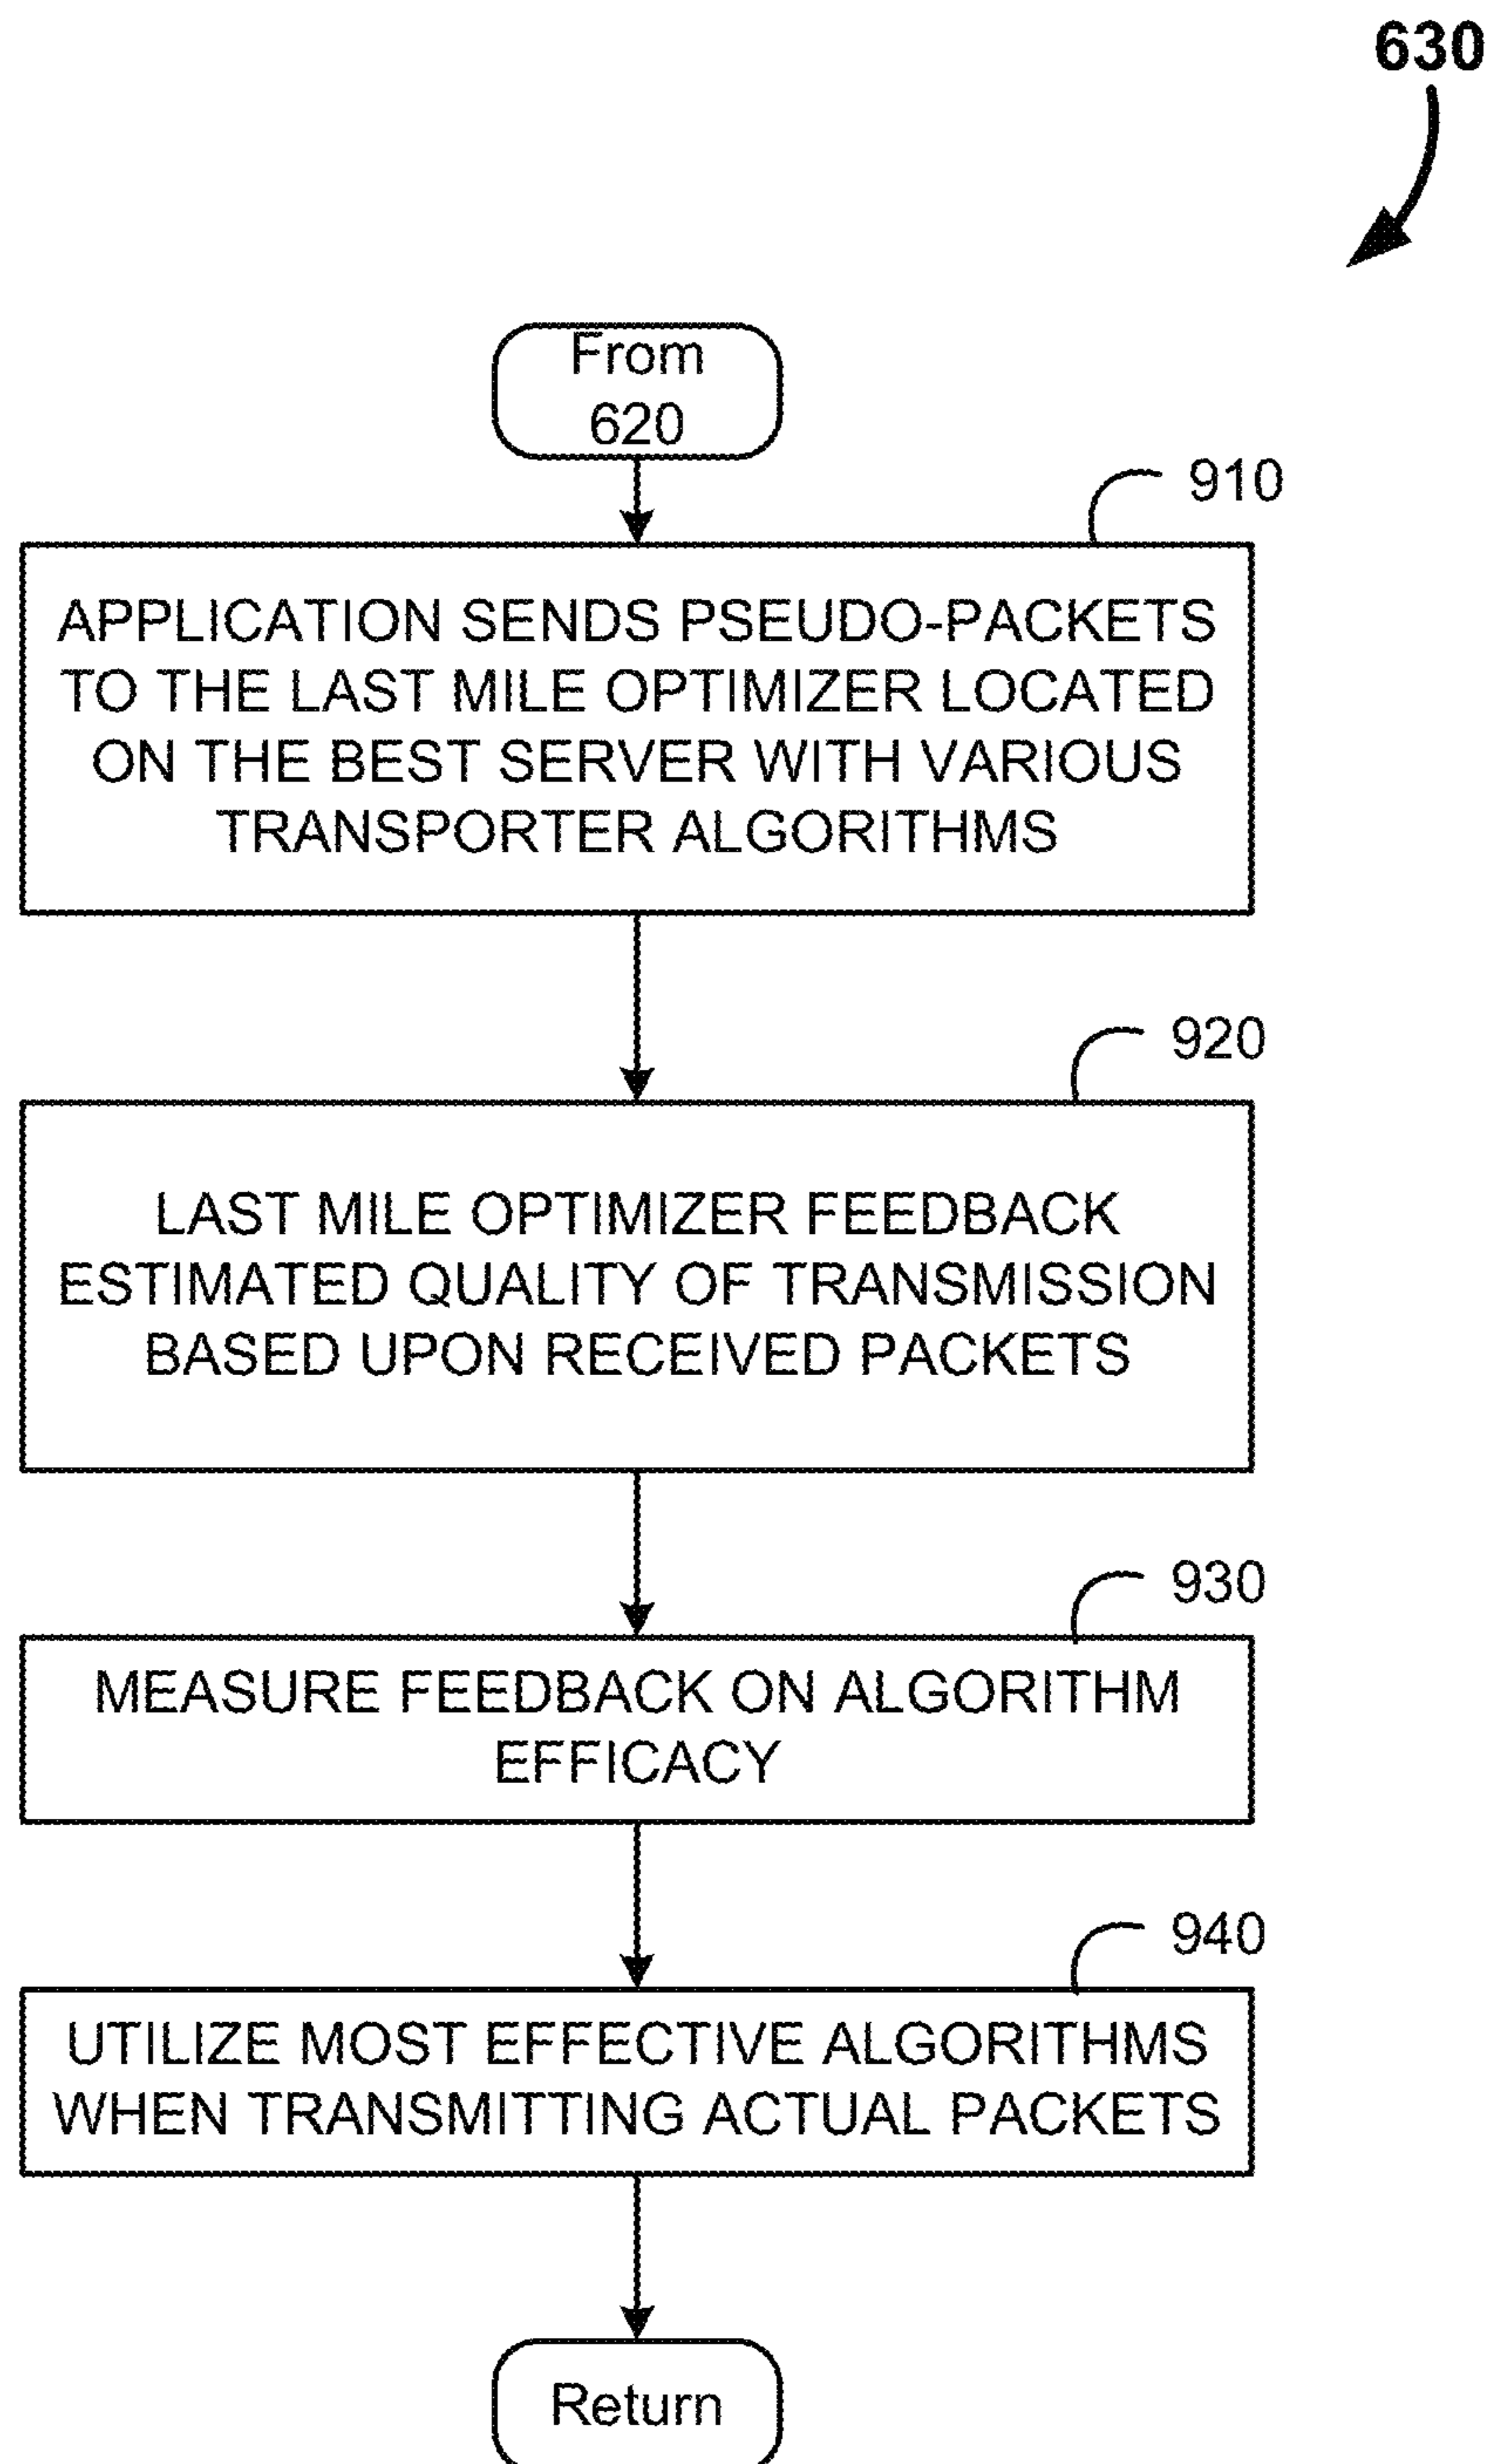 630
From
620
910
APPLICATION SENDS PSEUDO-PACKETS
TO THE LAST MILE OPTIMIZER LOCATED
ON THE BEST SERVER WITH VARIOUS
TRANSPORTER ALGORITHMS
920
LAST MILE OPTIMIZER FEEDBACK
ESTIMATED QUALITY OF TRANSMISSION
BASED UPON RECEIVED PACKETS
930
MEASURE FEEDBACK ON ALGORITHM
EFFICACY
940
UTILIZE MOST EFFECTIVE ALGORITHMS
WHEN TRANSMITTING ACTUAL PACKETS
Return